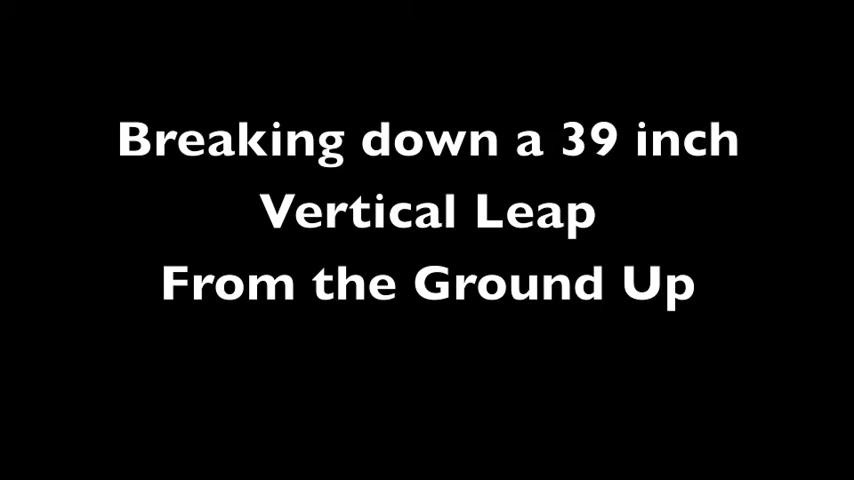 Breaking down a 39 inch
Vertical Leap
From the Ground Up